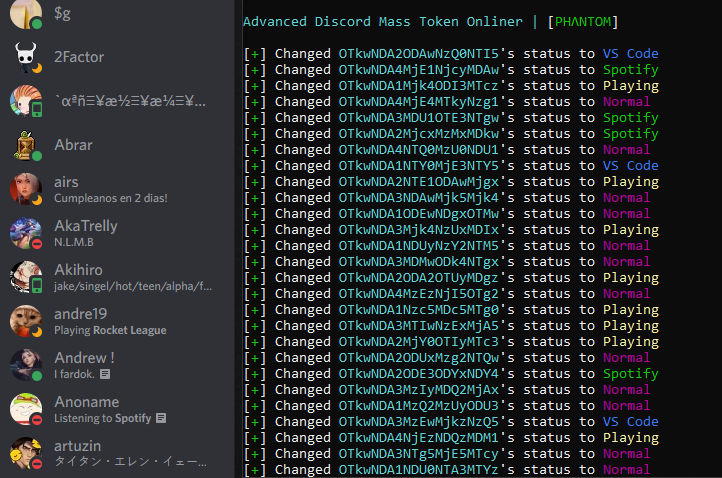 $g
2Factor
`αªñΞ¥æ½Ξ¥æ¼Ξ¥...
Abrar
airs
Cumpleanos en 2 dias!
AkaTrelly
N.L.M.B
Akihiro
jake/singel/hot/teen/alpha/f...
andre19
Playing Rocket League
Andrew !
I fardok.
Anoname
Listening to Spotify
artuzin
タイタン・エレン・イェー...
Advanced Discord Mass Token Onliner | [PHΛNTOM]
[+] Changed OTkwNDA2ODAwNzQ0NTI5's status to VS Code
[+] Changed OTkwNDA4MjE1NjcyMDAw's status to Spotify
[+] Changed OTkwNDA1Mjk4ODI3MTcz's status to Playing
[+] Changed OTkwNDA4MjE4MTkyNzg1's status to Normal
[+] Changed OTkwNDA3MDU1OTE3NTgw's status to Spotify
[+] Changed OTkwNDA2MjcxMzMxMDkw's status to Spotify
[+] Changed OTkwNDA4NTQ0MzU0NDU1's status to Normal
[+] Changed OTkwNDA1NTY0MjE3NTY5's status to VS Code
[+] Changed OTkwNDA2NTE1ODAwMjgx's status to Playing
[+] Changed OTkwNDA3NDAwMjk5Mjk4's status to Normal
[+] Changed OTkwNDA1ODEwNDgxOTMw's status to Normal
[+] Changed OTkwNDA3Mjk4NzUxMDIx's status to Playing
[+] Changed OTkwNDA1NDUyNzY2NTM5's status to Normal
[+] Changed OTkwNDA3MDMwODk4NTgx's status to Normal
[+] Changed OTkwNDA2ODA2OTUyMDgz's status to Playing
[+] Changed OTkwNDA4MzEzNjI5OTg2's status to Normal
[+] Changed OTkwNDA1Nzc5MDc5MTg0's status to Playing
[+] Changed OTkwNDA3MTIwNzExMjA5's status to Playing
[+] Changed OTkwNDA2MjY0OTIyMTc3's status to Playing
[+] Changed OTkwNDA2ODUxMzg2NTQw's status to Normal
[+] Changed OTkwNDA2ODE3ODYxNDY4's status to Spotify
[+] Changed OTkwNDA3MzIyMDQ2MjAx's status to Normal
[+] Changed OTkwNDA1MzQ2MzUyODU3's status to Normal
[+] Changed OTkwNDA3MzEwMjkzNzQ5's status to VS Code
[+] Changed OTkwNDA4NjEzNDQzMDM1's status to Playing
[+] Changed OTkwNDA3NTg5MjE5MTcy's status to Normal
[+] Changed OTkwNDA1NDU0NTA3MTYz's status to Normal